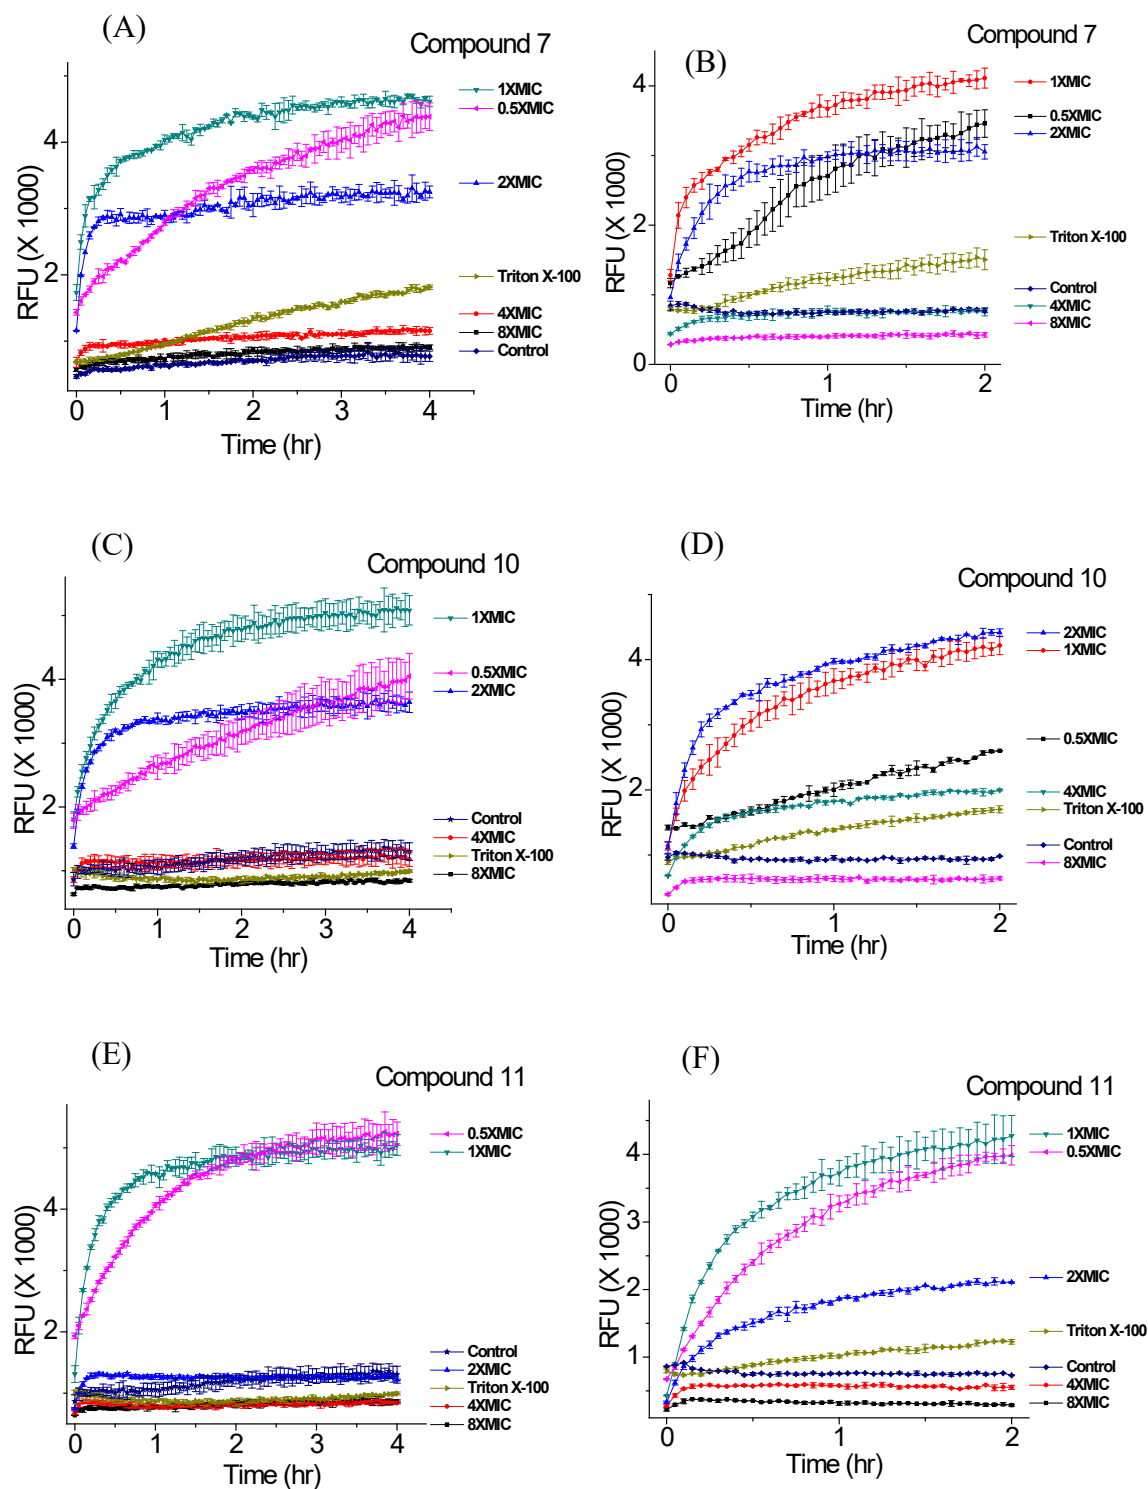 (A)
Compound 7
RFU (X 1000)
4
2
0
1
2
3
4
Time (hr)
1XMIC
0.5XMIC
2XMIC
Triton X-100
4XMIC
8XMIC
Control
(B)
Compound 7
RFU (X 1000)
4
2
0
0
1
2
Time (hr)
1XMIC
0.5XMIC
2XMIC
Triton X-100
Control
4XMIC
8XMIC
(C)
Compound 10
RFU (X 1000)
4
2
0
1
2
3
4
Time (hr)
1XMIC
0.5XMIC
2XMIC
Control
4XMIC
Triton X-100
8XMIC
(D)
Compound 10
RFU (X 1000)
4
2
0
1
2
Time (hr)
2XMIC
1XMIC
0.5XMIC
4XMIC
Triton X-100
Control
8XMIC
(E)
Compound 11
RFU (X 1000)
4
2
0
1
2
3
4
Time (hr)
0.5XMIC
1XMIC
Control
2XMIC
Triton X-100
4XMIC
8XMIC
(F)
Compound 11
RFU (X 1000)
4
3
2
1
0
1
2
Time (hr)
1XMIC
0.5XMIC
2XMIC
Triton X-100
Control
4XMIC
8XMIC